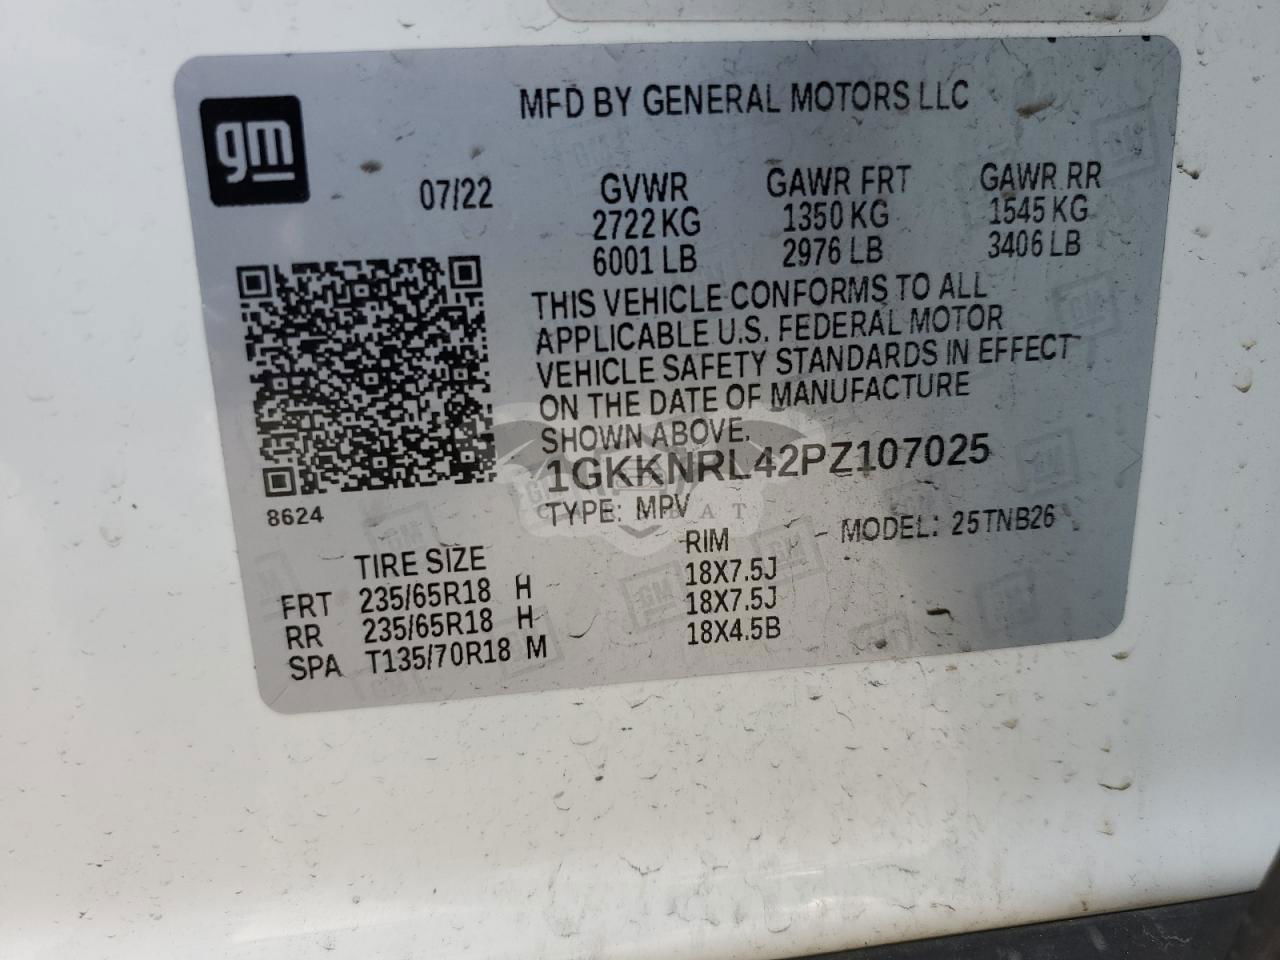 gm
MFD BY GENERAL MOTORS LLC
07/22
GVWR GAWR FRT GAWR RR
2722 KG 1350 KG 1545 KG
6001 LB 2976 LB 3406 LB
THIS VEHICLE CONFORMS TO ALL
APPLICABLE U.S. FEDERAL MOTOR
VEHICLE SAFETY STANDARDS IN EFFECT
ON THE DATE OF MANUFACTURE
SHOWN ABOVE.
1GKKNRL42PZ107025
8624
TYPE: MPV MODEL: 25TNB26
TIRE SIZE RIM
FRT 235/65R18 H 18X7.5J
RR 235/65R18 H 18X7.5J
SPA T135/70R18 M 18X4.5B